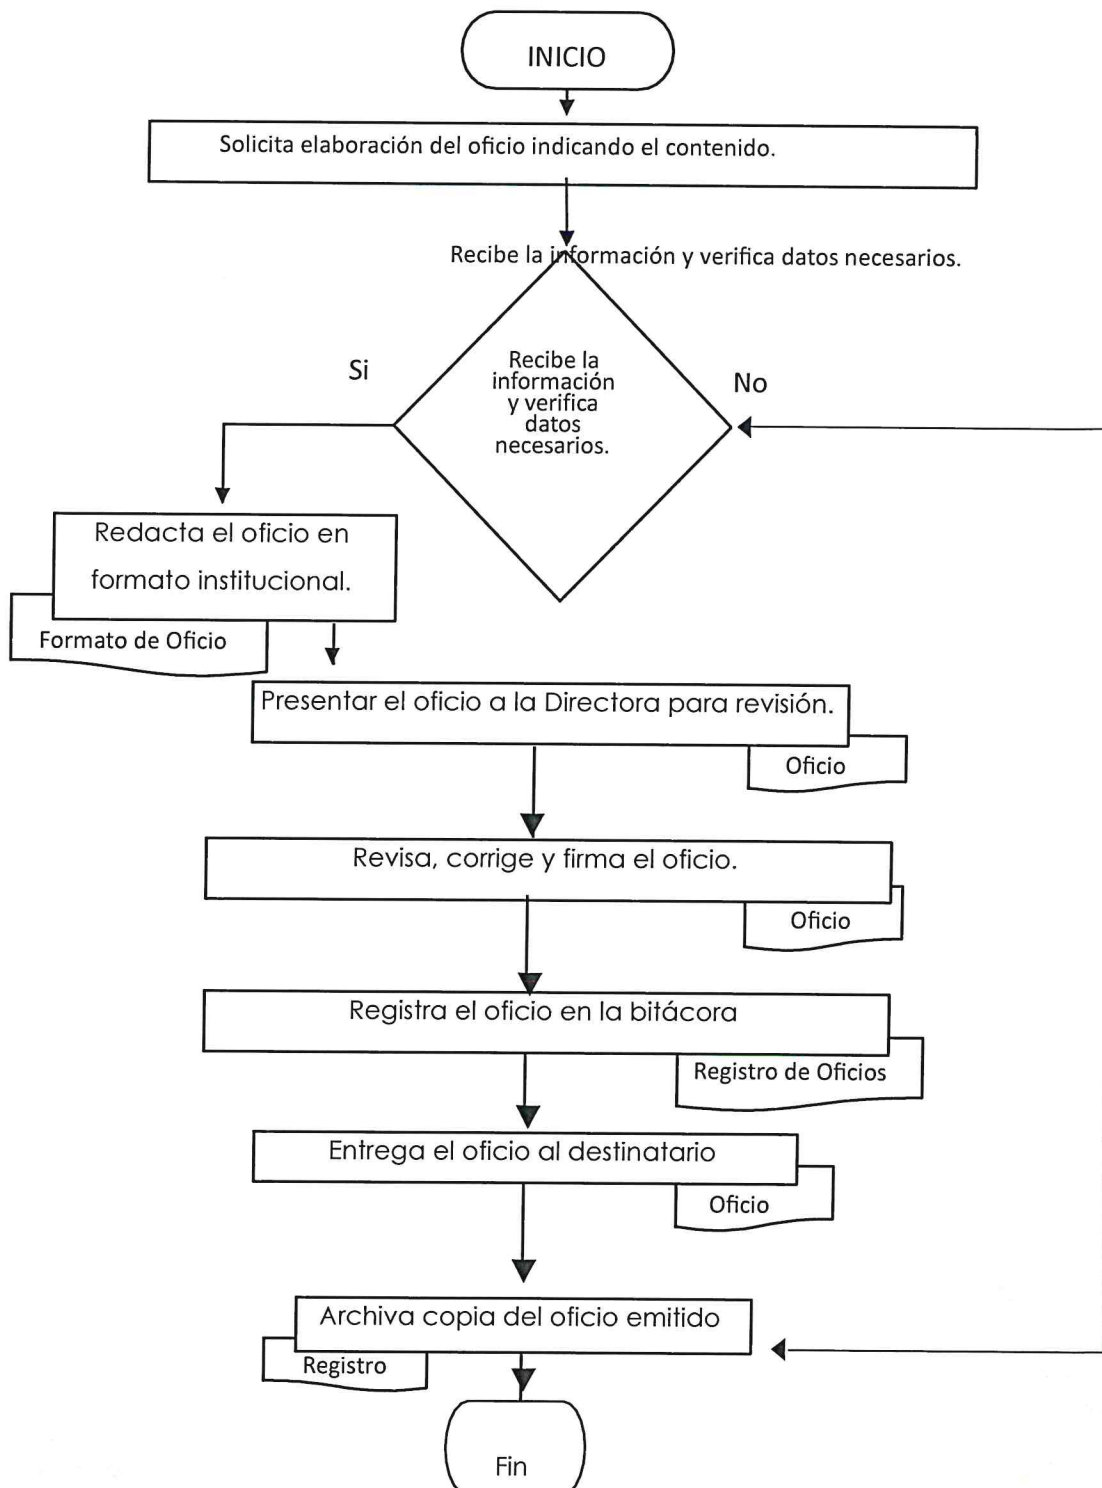 INICIO
Solicita elaboración del oficio indicando el contenido.
Recibe la información y verifica datos necesarios.
Si
Recibe la
información
y verifica
datos
necesarios.
No
Redacta el oficio en
formato institucional.
Formato de Oficio
Presentar el oficio a la Directora para revisión.
Oficio
Revisa, corrige y firma el oficio.
Oficio
Registra el oficio en la bitácora
Registro de Oficios
Entrega el oficio al destinatario
Oficio
Archiva copia del oficio emitido
Registro
Fin